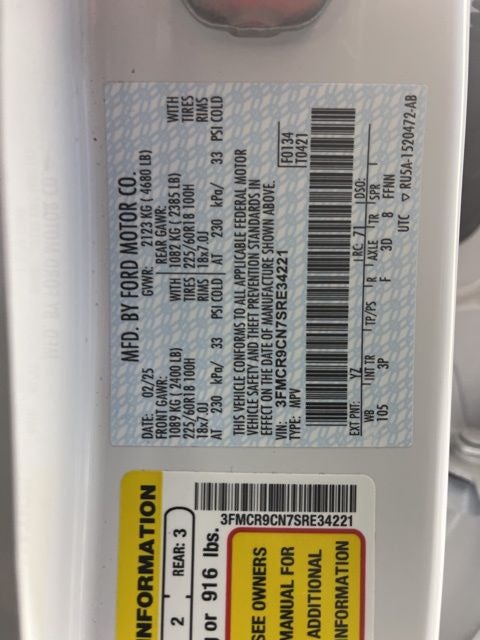 MFD. BY FORD MOTOR CO.
DATE: 02/25
GVWR: 2123 KG ( 4680 LB)
FRONT GAWR:
REAR GAWR:
1089 KG ( 2400 LB)
WITH
1082 KG ( 2385 LB)
WITH
225/60R18 100H
TIRES
225/60R18 100H
TIRES
18x7.0J
RIMS
18x7.0J
RIMS
AT 230 kPa/ 33 PSI COLD
AT 230 kPa/ 33 PSI COLD
THIS VEHICLE CONFORMS TO ALL APPLICABLE FEDERAL MOTOR
VEHICLE SAFETY AND THEFT PREVENTION STANDARDS IN
EFFECT ON THE DATE OF MANUFACTURE SHOWN ABOVE.
VIN: 3FMCR9CN7SRE34221
TYPE: MPV
F0134
T0421
EXT PNT: YZ
RC: 71
DSO:
WB
INT TR
TP/PS
R
AXLE
TR
SPR
105
3P
F
3D
8
FFNN
UTC
▽ RU5A-1520472-AB
INFORMATION
2
REAR: 3
or 916 lbs.
3FMCR9CN7SRE34221
SEE OWNERS
MANUAL FOR
ADDITIONAL
INFORMATION